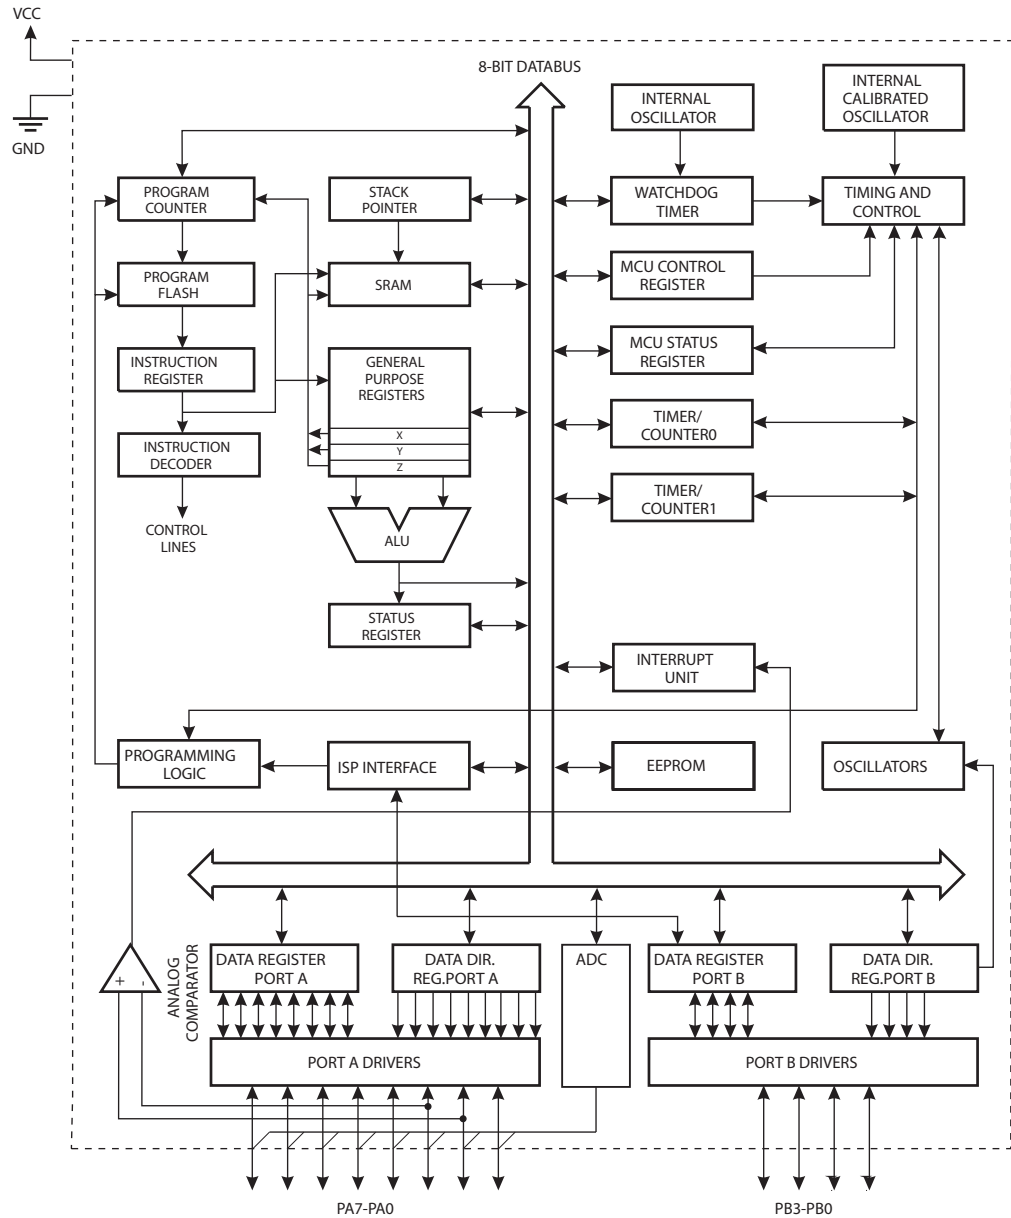 VCC
GND
8-BIT DATABUS
INTERNAL
OSCILLATOR
INTERNAL
CALIBRATED
OSCILLATOR
PROGRAM
COUNTER
STACK
POINTER
WATCHDOG
TIMER
TIMING AND
CONTROL
PROGRAM
FLASH
SRAM
MCU CONTROL
REGISTER
INSTRUCTION
REGISTER
GENERAL
PURPOSE
REGISTERS
X
Y
Z
MCU STATUS
REGISTER
INSTRUCTION
DECODER
TIMER/
COUNTER0
TIMER/
COUNTER1
CONTROL
LINES
ALU
STATUS
REGISTER
INTERRUPT
UNIT
PROGRAMMING
LOGIC
ISP INTERFACE
EEPROM
OSCILLATORS
+
-
ANALOG
COMPARATOR
DATA REGISTER
PORT A
DATA DIR.
REG.PORT A
ADC
DATA REGISTER
PORT B
DATA DIR.
REG.PORT B
PORT A DRIVERS
PORT B DRIVERS
PA7-PA0
PB3-PB0